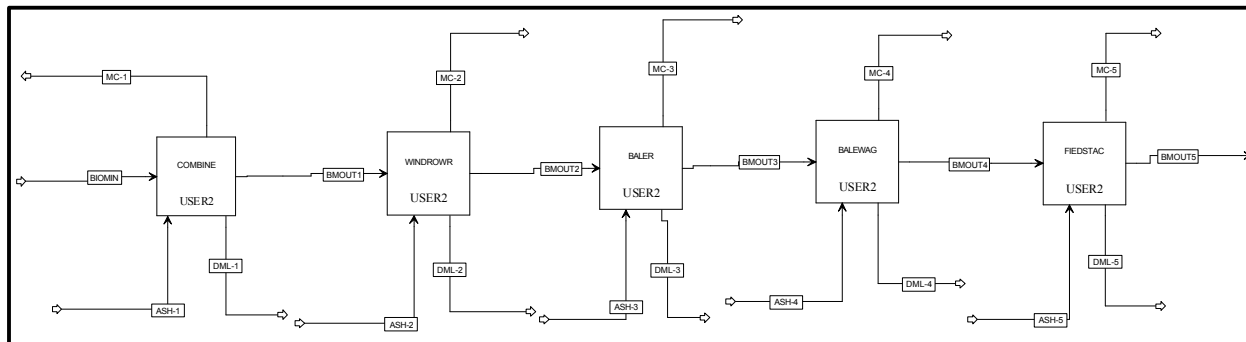 MC-1
MC-2
MC-3
MC-4
MC-5
BIOMIN
COMBINE
USER2
BMOUT1
WINDROWR
USER2
BMOUT2
BALER
USER2
BMOUT3
BALEWAG
USER2
BMOUT4
FIEDSTAC
USER2
BMOUT5
ASH-1
DML-1
ASH-2
DML-2
ASH-3
DML-3
ASH-4
DML-4
ASH-5
DML-5